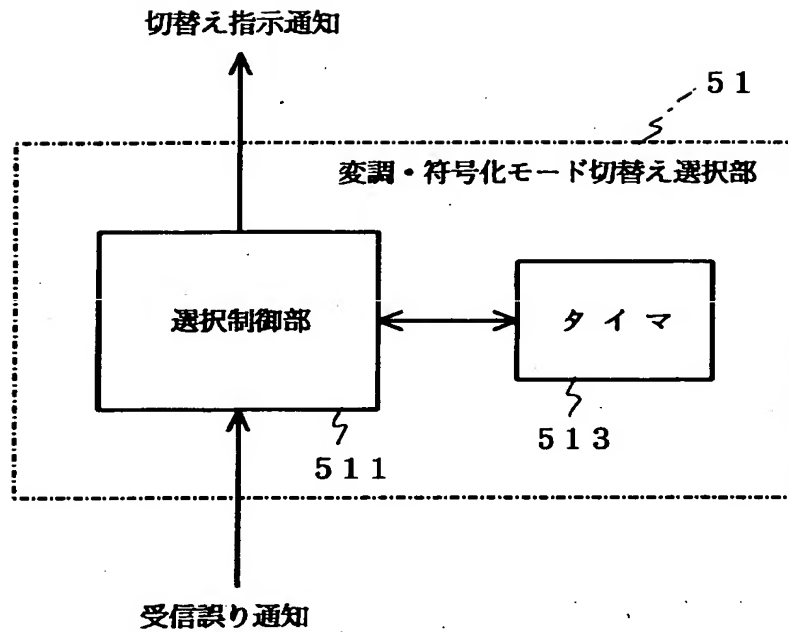 切替え指示通知
51
変調・符号化モード切替え選択部
選択制御部
タイマ
511
513
受信誤り通知